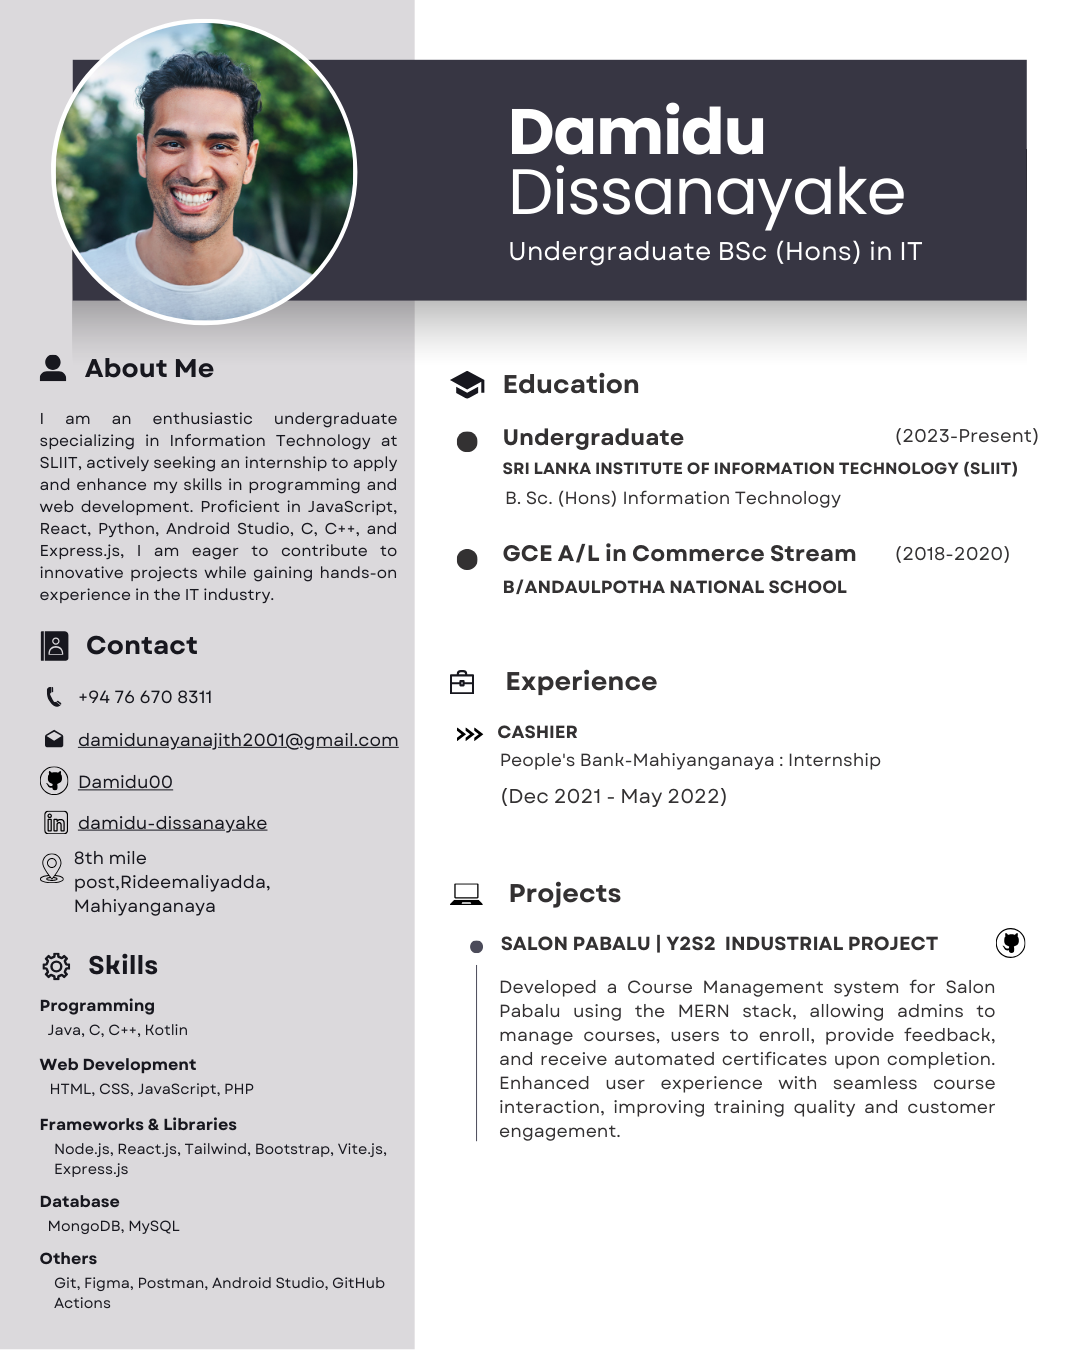 Damidu
Dissanayake
Undergraduate BSc (Hons) in IT
About Me
I am an enthusiastic undergraduate
specializing in Information Technology at
SLIIT, actively seeking an internship to apply
and enhance my skills in programming and
web development. Proficient in JavaScript,
React, Python, Android Studio, C, C++, and
Express.js, I am eager to contribute to
innovative projects while gaining hands-on
experience in the IT industry.
Contact
+94 76 670 8311
damidunayanajith2001@gmail.com
Damidu00
damidu-dissanayake
8th mile
post,Rideemaliyadda,
Mahiyanganaya
Skills
Programming
Java, C, C++, Kotlin
Web Development
HTML, CSS, JavaScript, PHP
Frameworks & Libraries
Node.js, React.js, Tailwind, Bootstrap, Vite.js,
Express.js
Database
MongoDB, MySQL
Others
Git, Figma, Postman, Android Studio, GitHub
Actions
Education
Undergraduate (2023-Present)
SRI LANKA INSTITUTE OF INFORMATION TECHNOLOGY (SLIIT)
B. Sc. (Hons) Information Technology
GCE A/L in Commerce Stream (2018-2020)
B/ANDAULPOTHA NATIONAL SCHOOL
Experience
CASHIER
People's Bank-Mahiyanganaya : Internship
(Dec 2021 - May 2022)
Projects
SALON PABALU | Y2S2 INDUSTRIAL PROJECT
Developed a Course Management system for Salon
Pabalu using the MERN stack, allowing admins to
manage courses, users to enroll, provide feedback,
and receive automated certificates upon completion.
Enhanced user experience with seamless course
interaction, improving training quality and customer
engagement.